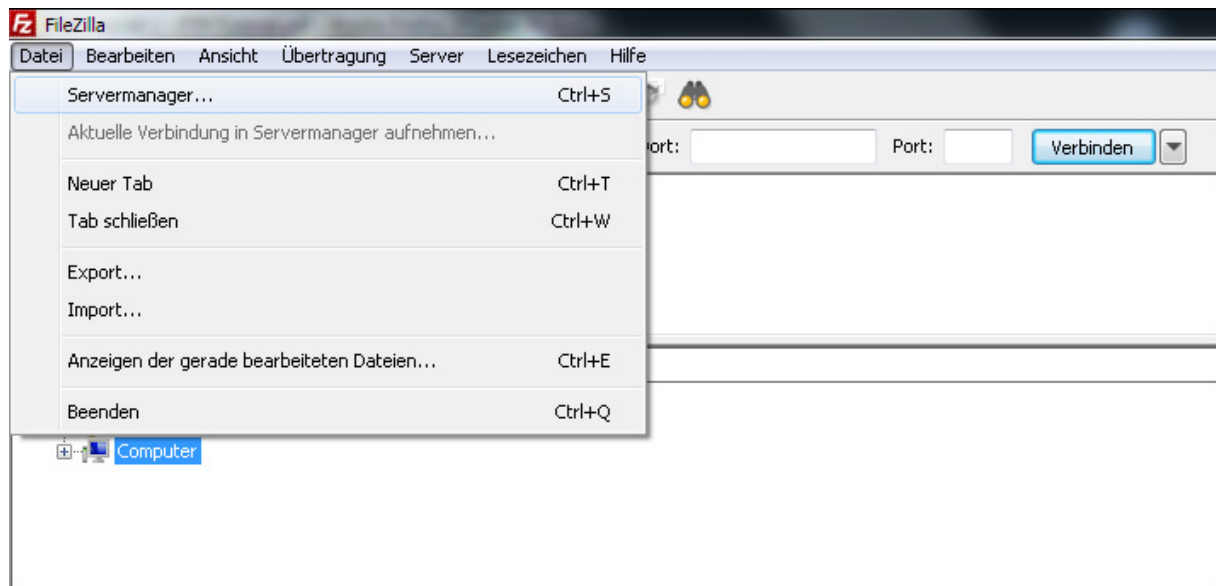 FileZilla
Datei Bearbeiten Ansicht Übertragung Server Lesezeichen Hilfe
Servermanager... Ctrl+S
Aktuelle Verbindung in Servermanager aufnehmen...
Port: Verbinden
Neuer Tab Ctrl+T
Tab schließen Ctrl+W
Export...
Import...
Anzeigen der gerade bearbeiteten Dateien... Ctrl+E
Beenden Ctrl+Q
Computer